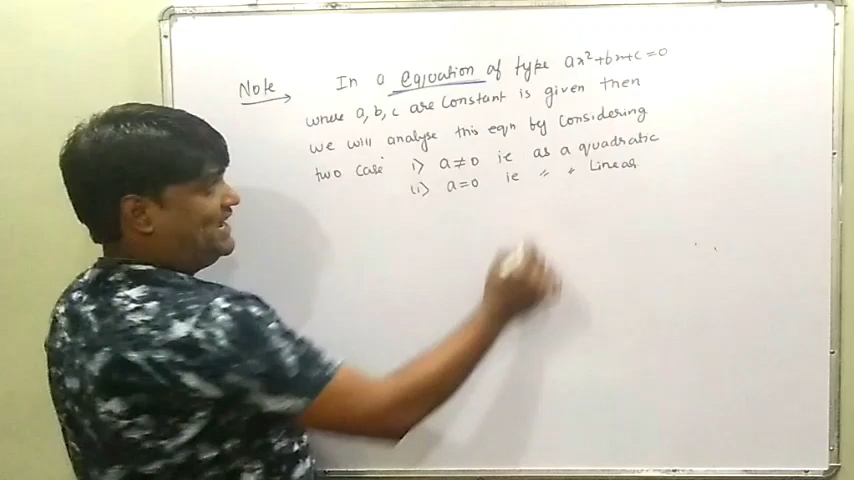 Note In a equation of type ax²+bx+c=0
where a, b, c are constant is given then
we will analyse this eqn by considering
two case i) a≠0 ie as a quadratic
(ii) a=0 ie " " Linear